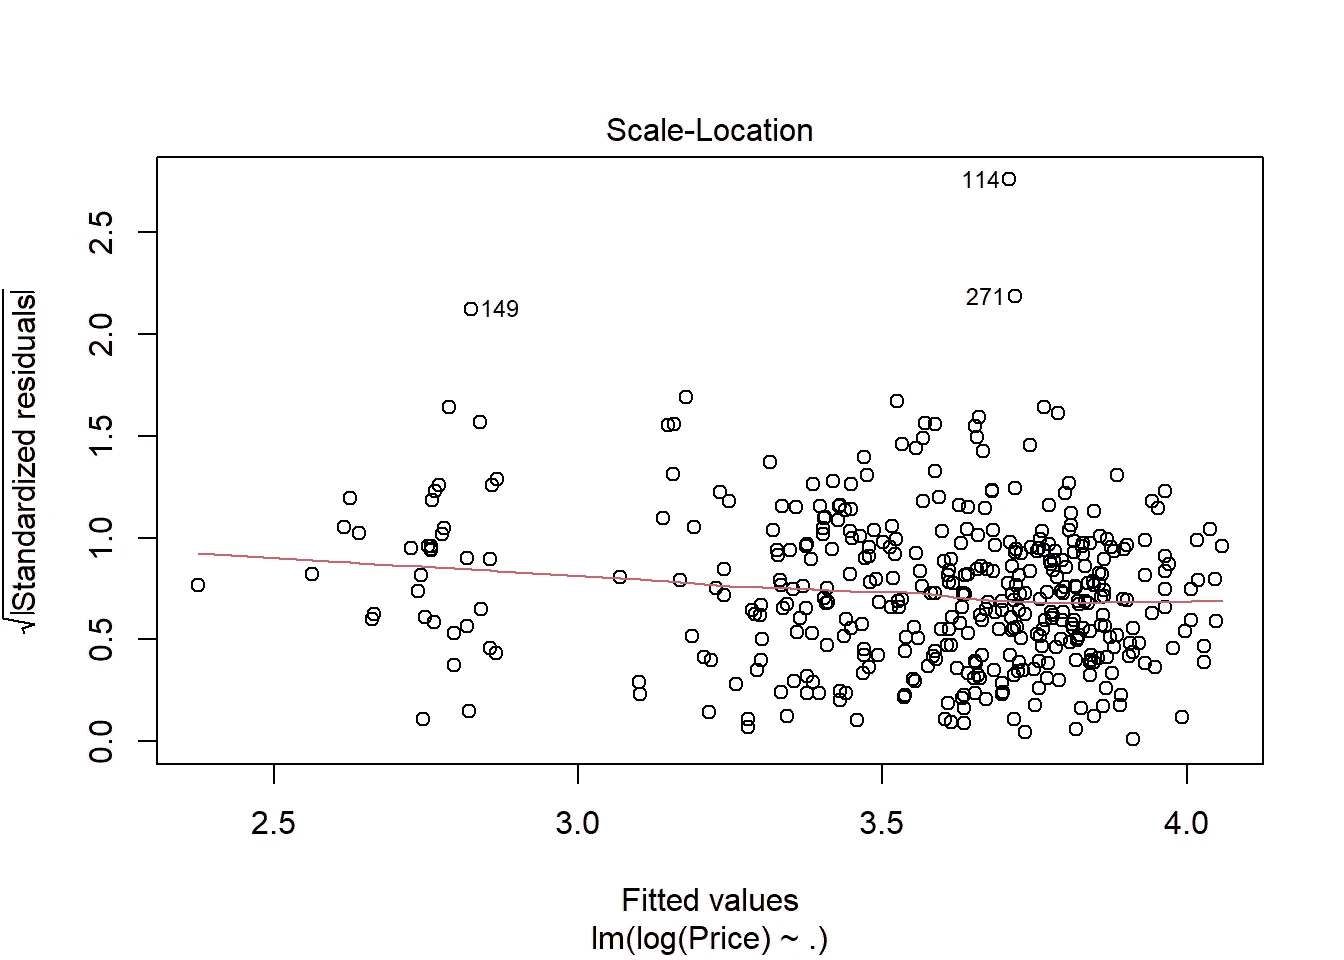 Scale-Location
√|Standardized residuals|
2.5
2.0
1.5
1.0
0.5
0.0
114
271
149
2.5 3.0 3.5 4.0
Fitted values
lm(log(Price) ~ .)